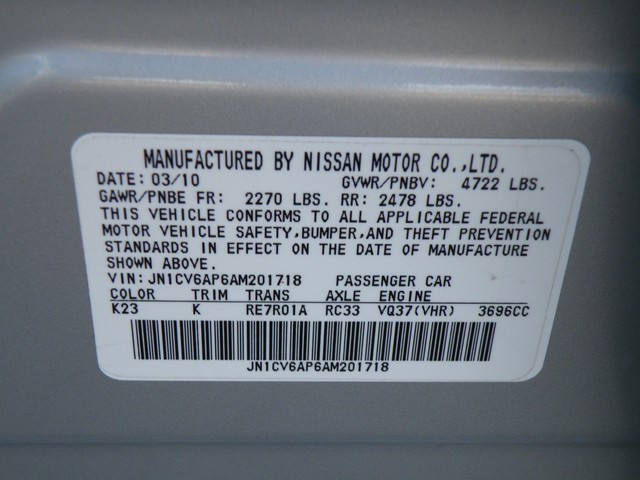 MANUFACTURED BY NISSAN MOTOR CO.,LTD.
DATE: 03/10 GVWR/PNBV: 4722 LBS.
GAWR/PNBE FR: 2270 LBS. RR: 2478 LBS.
THIS VEHICLE CONFORMS TO ALL APPLICABLE FEDERAL
MOTOR VEHICLE SAFETY,BUMPER,AND THEFT PREVENTION
STANDARDS IN EFFECT ON THE DATE OF MANUFACTURE
SHOWN ABOVE.
VIN: JN1CV6AP6AM201718 PASSENGER CAR
COLOR TRIM TRANS AXLE ENGINE
K23 K RE7R01A RC33 VQ37(VHR) 3696CC
JN1CV6AP6AM201718